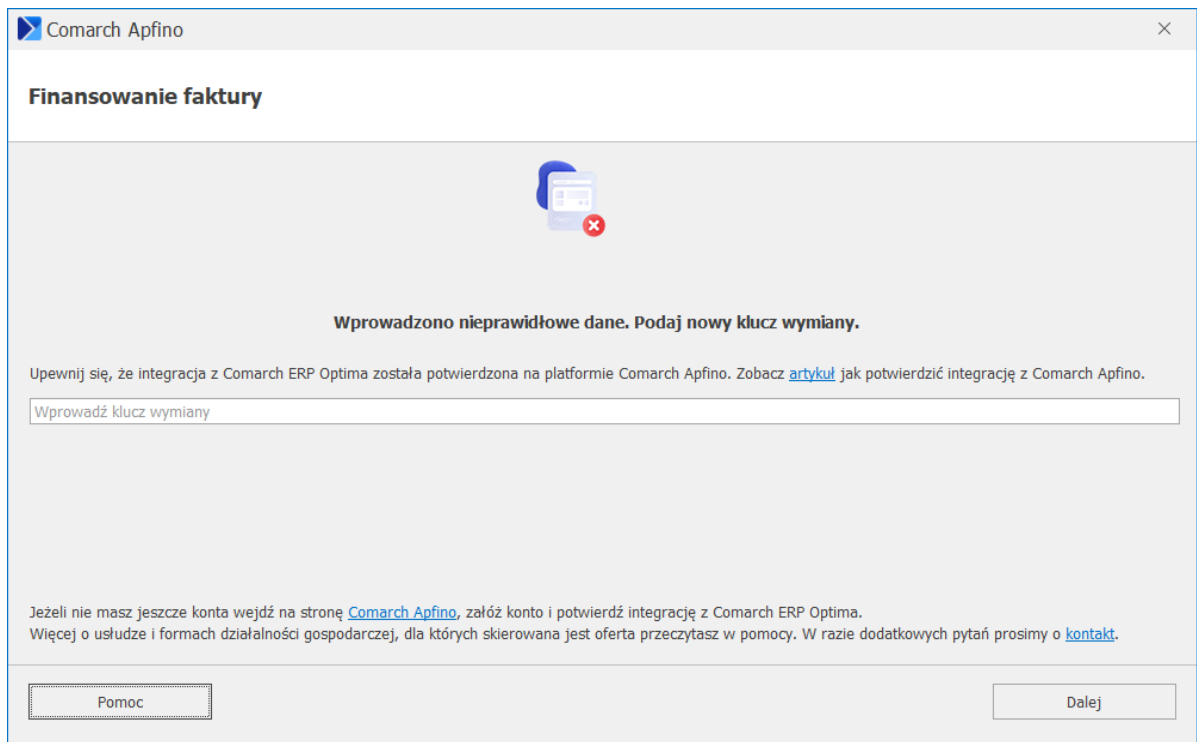 Comarch Apfino
Finansowanie faktury
Wprowadzono nieprawidłowe dane. Podaj nowy klucz wymiany.
Upewnij się, że integracja z Comarch ERP Optima została potwierdzona na platformie Comarch Apfino. Zobacz artykuł jak potwierdzić integrację z Comarch Apfino.
Wprowadź klucz wymiany
Jeżeli nie masz jeszcze konta wejdź na stronę Comarch Apfino, załóż konto i potwierdź integrację z Comarch ERP Optima.
Więcej o usłudze i formach działalności gospodarczej, dla których skierowana jest oferta przeczytasz w pomocy. W razie dodatkowych pytań prosimy o kontakt.
Pomoc
Dalej